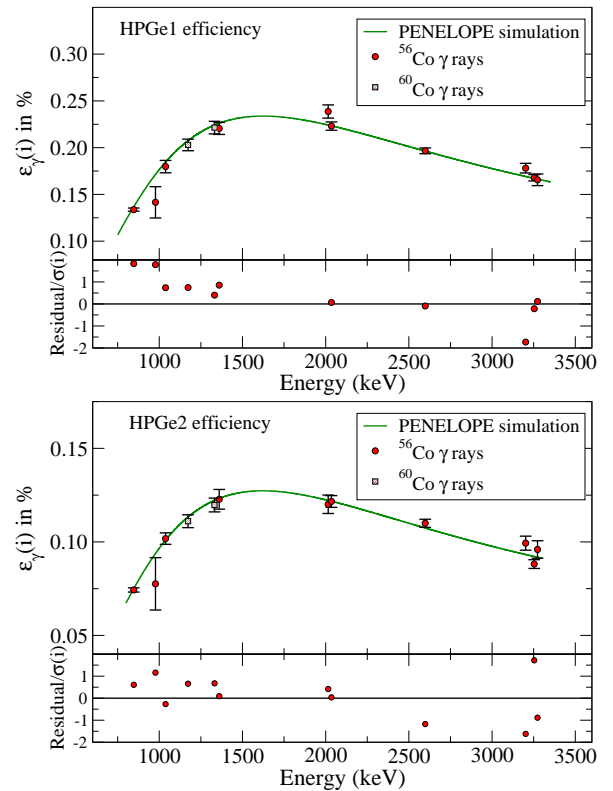 HPGe1 efficiency
PENELOPE simulation
⁵⁶Co γ rays
⁶⁰Co γ rays
ε_γ(i) in %
0.30
0.25
0.20
0.15
0.10
Residual/σ(i)
1
0
-1
-2
1000 1500 2000 2500 3000 3500
Energy (keV)
HPGe2 efficiency
PENELOPE simulation
⁵⁶Co γ rays
⁶⁰Co γ rays
ε_γ(i) in %
0.15
0.10
0.05
Residual/σ(i)
1
0
-1
-2
1000 1500 2000 2500 3000 3500
Energy (keV)